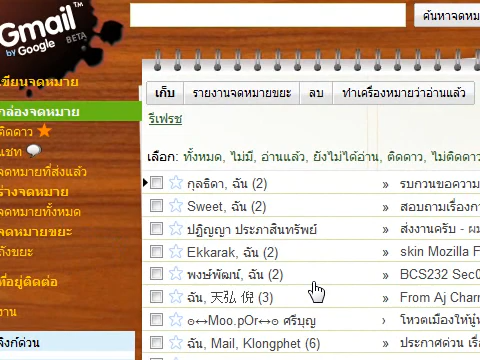 Gmail™
by Google BETA
ค้นหาจดหม
เขียนจดหมาย
กล่องจดหมาย
ติดดาว
แชท
จดหมายที่ส่งแล้ว
ร่างจดหมาย
จดหมายทั้งหมด
จดหมายขยะ
ถังขยะ
ที่อยู่ติดต่อ
งาน
ลิงก์ด่วน
เก็บ รายงานจดหมายขยะ ลบ ทำเครื่องหมายว่าอ่านแล้ว
รีเฟรช
เลือก: ทั้งหมด, ไม่มี, อ่านแล้ว, ยังไม่ได้อ่าน, ติดดาว, ไม่ติดดาว
กุลธิดา, ฉัน (2) » รบกวนขอความ
Sweet, ฉัน (2) » สอบถามเรื่องกา
ปฏิญญา ประภาสินทรัพย์ » ส่งงานครับ - ผม
Ekkarak, ฉัน (2) » skin Mozilla F
พงษ์พัฒน์, ฉัน (2) » BCS232 Sec0
ฉัน, 天弘 倪 (3) » From Aj Charn
๏↔Moo.pOr↔๏ ศรีบุญ › โหวตเมืองให้น้
ฉัน, Mail, Klongphet (6) » ประกาศด่วน เรื่อ